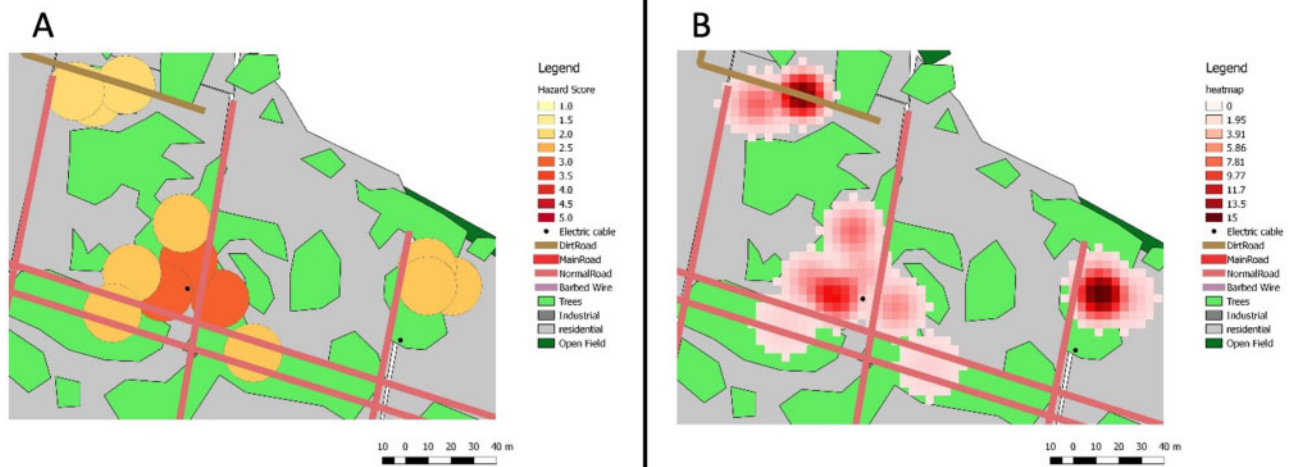 A
Legend
Hazard Score
1.0
1.5
2.0
2.5
3.0
3.5
4.0
4.5
5.0
Electric cable
DirtRoad
MainRoad
NormalRoad
Barbed Wire
Trees
Industrial
residential
Open Field
10 0 10 20 30 40 m
B
Legend
heatmap
0
1.95
3.91
5.86
7.81
9.77
11.7
13.5
15
Electric cable
DirtRoad
MainRoad
NormalRoad
Barbed Wire
Trees
Industrial
residential
Open Field
10 0 10 20 30 40 m